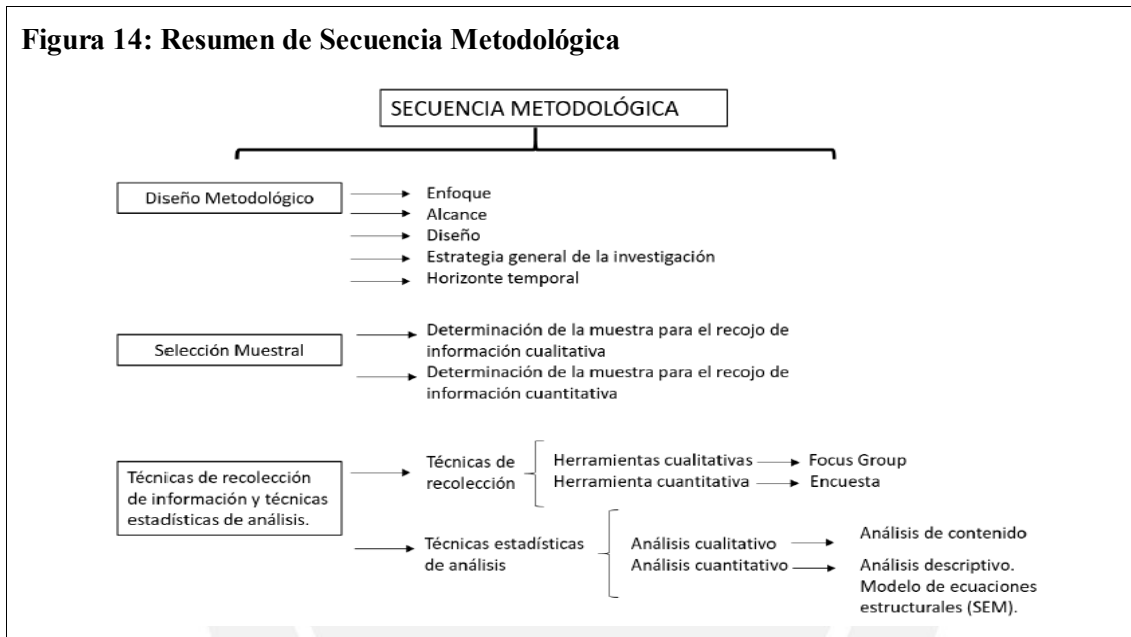 Figura 14: Resumen de Secuencia Metodológica
SECUENCIA METODOLÓGICA
Diseño Metodológico
Enfoque
Alcance
Diseño
Estrategia general de la investigación
Horizonte temporal
Selección Muestral
Determinación de la muestra para el recojo de
información cualitativa
Determinación de la muestra para el recojo de
información cuantitativa
Técnicas de recolección
de información y técnicas
estadísticas de análisis.
Técnicas de
recolección
Herramientas cualitativas
Focus Group
Herramienta cuantitativa
Encuesta
Técnicas estadísticas
de análisis
Análisis cualitativo
Análisis de contenido
Análisis cuantitativo
Análisis descriptivo.
Modelo de ecuaciones
estructurales (SEM).